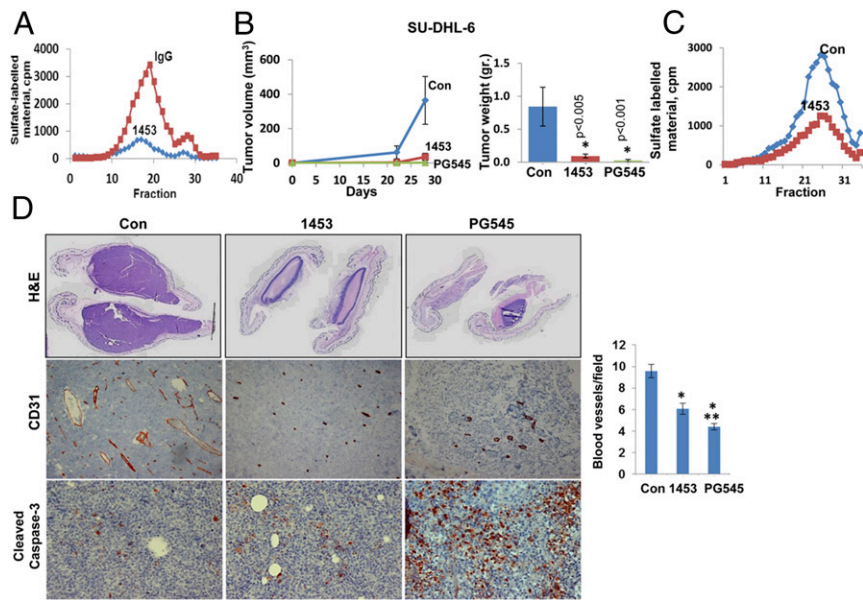 A
Sulfate-labelled
material, cpm
5000
4000
3000
2000
1000
0
IgG
1453
0
10
20
30
40
Fraction
B
SU-DHL-6
Tumor volume (mm³)
600
400
200
0
Con
1453
PG545
0
5
10
15
20
25
30
Days
Tumor weight (gr.)
1.5
1.0
0.5
0.0
p<0.005
*
p<0.001
*
Con
1453
PG545
C
Sulfate labelled
material, cpm
3000
2000
1000
0
Con
1453
1
11
21
31
Fraction
D
Con
1453
PG545
H&E
CD31
Cleaved
Caspase-3
Blood vessels/field
12
10
8
6
4
2
0
*
*
**
Con 1453 PG545